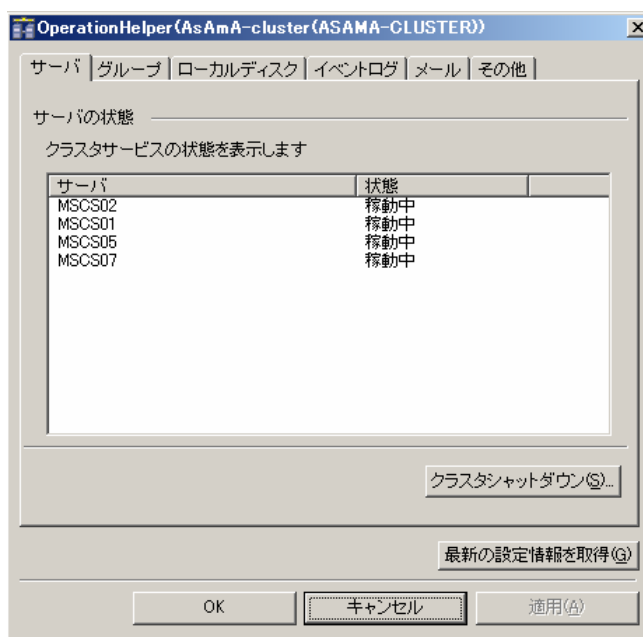 OperationHelper(AsAmA-cluster(ASAMA-CLUSTER))
サーバ グループ ローカルディスク イベントログ メール その他
サーバの状態
クラスタサービスの状態を表示します
サーバ 状態
MSCS02 稼動中
MSCS01 稼動中
MSCS05 稼動中
MSCS07 稼動中
クラスタシャットダウン(S)...
最新の設定情報を取得(G)
OK キャンセル 適用(A)